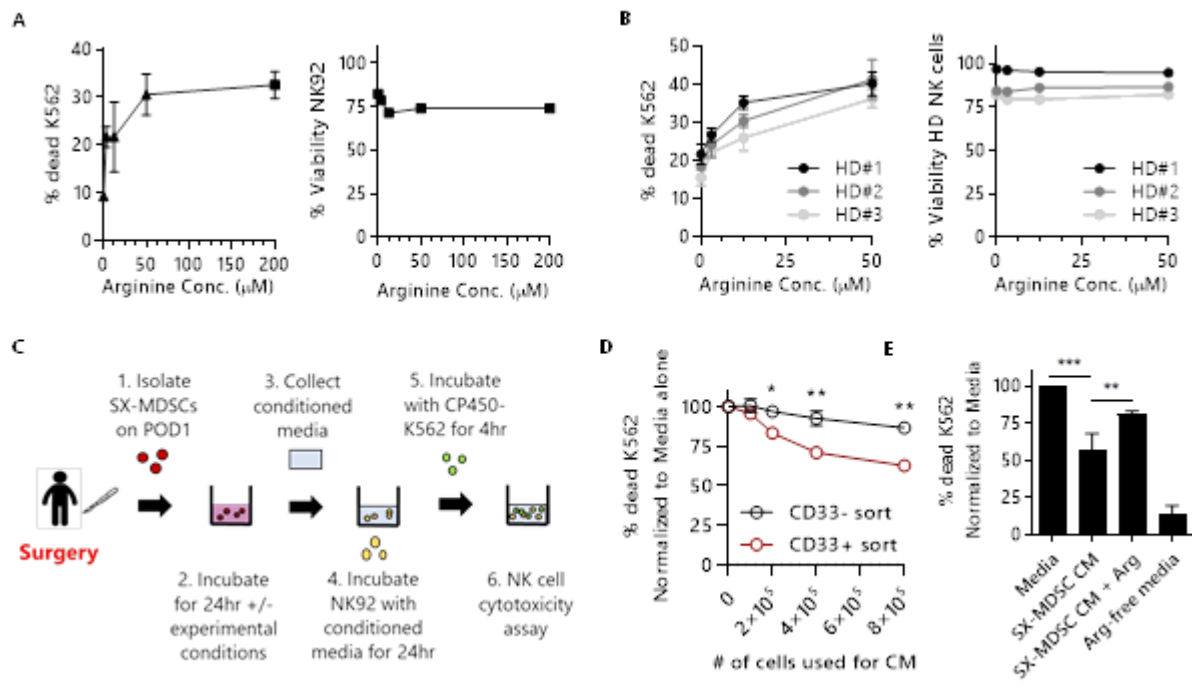 A
40
30
20
10
0
% dead K562
0 50 100 150 200
Arginine Conc. (μM)
100
75
50
25
0
% Viability NK92
0 50 100 150 200
Arginine Conc. (μM)
B
50
40
30
20
10
0
% dead K562
HD#1
HD#2
HD#3
0 10 20 30 40 50
Arginine Conc. (μM)
100
75
50
25
0
% Viability HD NK cells
HD#1
HD#2
HD#3
0 10 20 30 40 50
Arginine Conc. (μM)
C
1. Isolate
SX-MDSCs
on POD1
3. Collect
conditioned
media
5. Incubate
with CP450-
K562 for 4hr
Surgery
2. Incubate
for 24hr +/-
experimental
conditions
4. Incubate
NK92 with
conditioned
media for 24hr
6. NK cell
cytotoxicity
assay
D
% dead K562
Normalized to Media alone
100
75
50
25
0
* ** **
CD33- sort
CD33+ sort
0 2×10⁵ 4×10⁵ 6×10⁵ 8×10⁵
# of cells used for CM
E
% dead K562
Normalized to Media
100
75
50
25
0
*** **
Media
SX-MDSC CM
SX-MDSC CM + Arg
Arg-free media